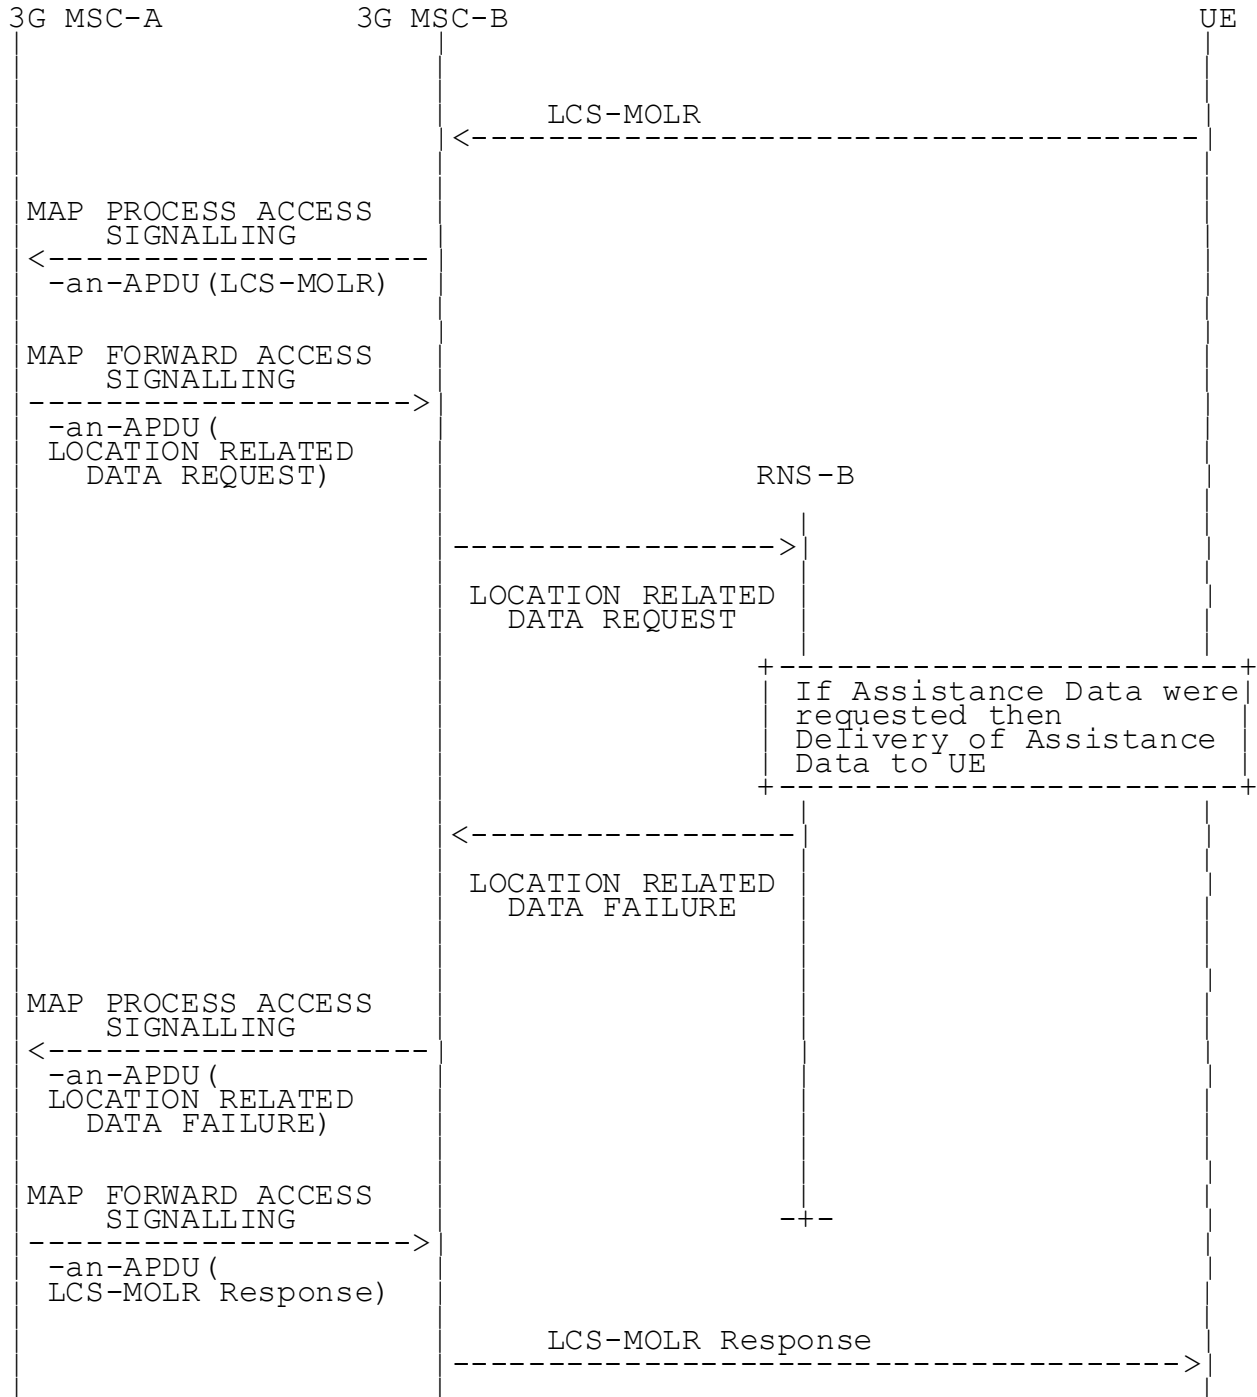 3G MSC-A 3G MSC-B UE
LCS-MOLR
MAP PROCESS ACCESS
SIGNALLING
-an-APDU(LCS-MOLR)
MAP FORWARD ACCESS
SIGNALLING
-an-APDU(
LOCATION RELATED
DATA REQUEST)
RNS-B
LOCATION RELATED
DATA REQUEST
If Assistance Data were
requested then
Delivery of Assistance
Data to UE
LOCATION RELATED
DATA FAILURE
MAP PROCESS ACCESS
SIGNALLING
-an-APDU(
LOCATION RELATED
DATA FAILURE)
MAP FORWARD ACCESS
SIGNALLING
-an-APDU(
LCS-MOLR Response)
LCS-MOLR Response